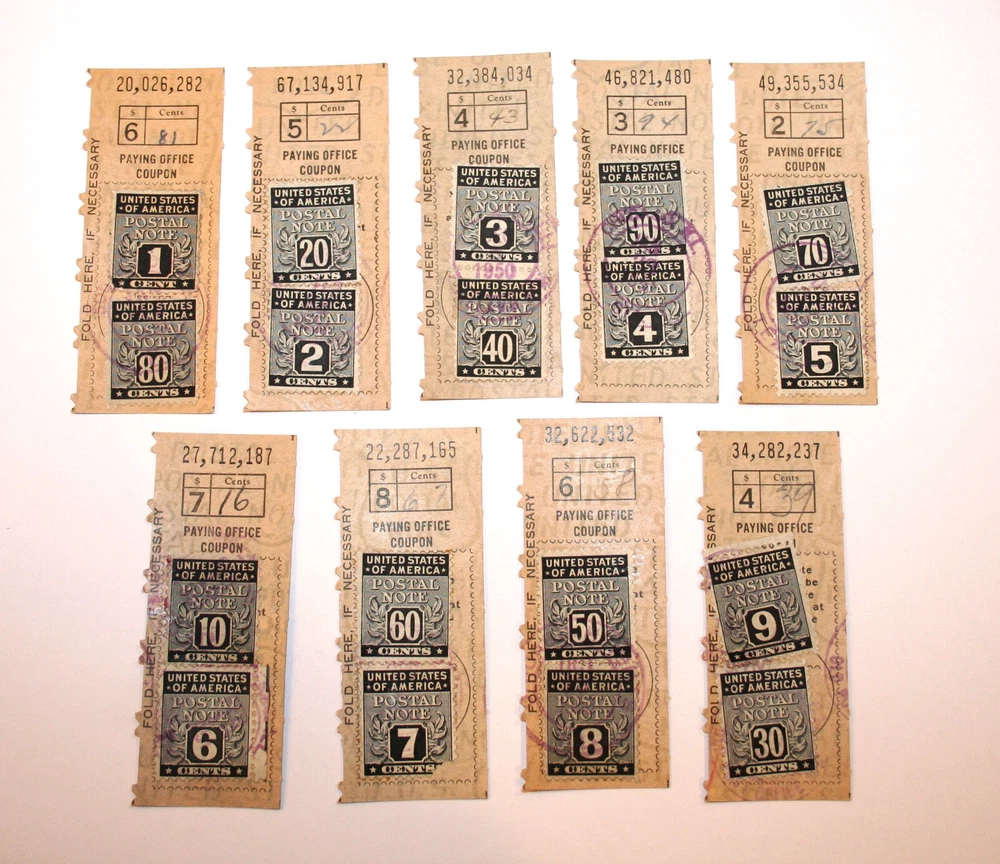 20,026,282
$ Cents
6 81
PAYING OFFICE
COUPON
FOLD HERE, IF NECESSARY
UNITED STATES
OF AMERICA
POSTAL
NOTE
1
CENT
UNITED STATES
OF AMERICA
POSTAL
NOTE
80
CENTS
67,134,917
$ Cents
5 22
PAYING OFFICE
COUPON
FOLD HERE, IF NECESSARY
UNITED STATES
OF AMERICA
POSTAL
NOTE
20
CENTS
UNITED STATES
OF AMERICA
POSTAL
NOTE
2
CENTS
32,384,034
$ Cents
4 43
PAYING OFFICE
COUPON
FOLD HERE, IF NECESSARY
UNITED STATES
OF AMERICA
POSTAL
NOTE
3
CENTS
1950
UNITED STATES
OF AMERICA
POSTAL
NOTE
40
CENTS
46,821,480
$ Cents
3 94
PAYING OFFICE
COUPON
FOLD HERE, IF NECESSARY
UNITED STATES
OF AMERICA
POSTAL
NOTE
90
CENTS
UNITED STATES
OF AMERICA
POSTAL
NOTE
4
CENTS
49,355,534
$ Cents
2 75
PAYING OFFICE
COUPON
FOLD HERE, IF NECESSARY
UNITED STATES
OF AMERICA
POSTAL
NOTE
70
CENTS
UNITED STATES
OF AMERICA
POSTAL
NOTE
5
CENTS
27,712,187
$ Cents
7 16
PAYING OFFICE
COUPON
FOLD HERE, IF NECESSARY
UNITED STATES
OF AMERICA
POSTAL
NOTE
10
CENTS
UNITED STATES
OF AMERICA
POSTAL
NOTE
6
CENTS
22,287,165
$ Cents
8 67
PAYING OFFICE
COUPON
FOLD HERE, IF NECESSARY
UNITED STATES
OF AMERICA
POSTAL
NOTE
60
CENTS
at
UNITED STATES
OF AMERICA
POSTAL
NOTE
7
CENTS
32,622,532
$ Cents
6
PAYING OFFICE
COUPON
FOLD HERE, IF NECESSARY
UNITED STATES
OF AMERICA
POSTAL
NOTE
50
CENTS
UNITED STATES
OF AMERICA
POSTAL
NOTE
8
CENTS
34,282,237
$ Cents
4 39
PAYING OFFICE
FOLD HERE, IF NECESSARY
UNITED STATES
OF AMERICA
POSTAL
NOTE
9
CENTS
be
at
UNITED STATES
OF AMERICA
POSTAL
NOTE
30
CENTS